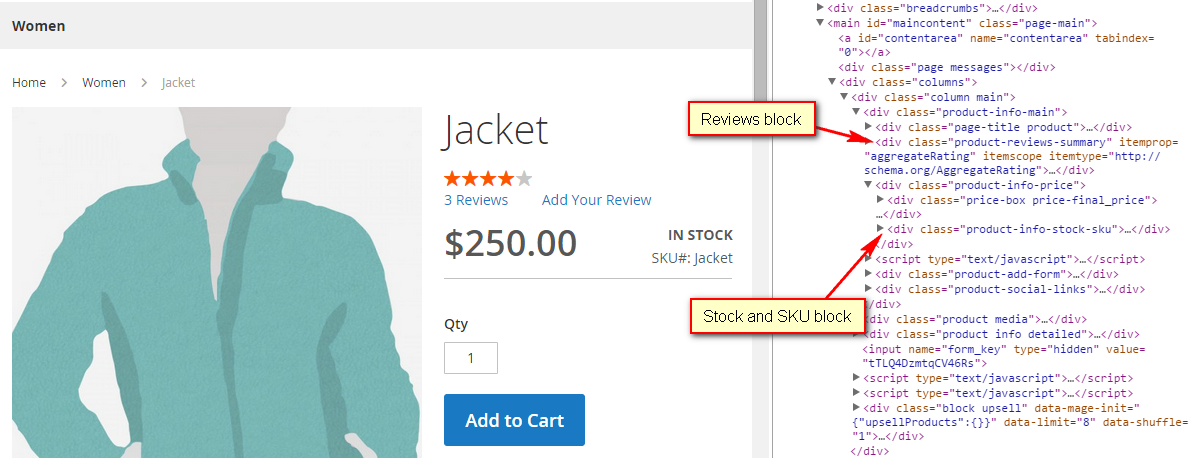 Women
Home > Women > Jacket
Jacket
3 Reviews Add Your Review
$250.00
IN STOCK
SKU#: Jacket
Qty
1
Add to Cart
Reviews block
Stock and SKU block
<div class="breadcrumbs">…</div>
<main id="maincontent" class="page-main">
<a id="contentarea" name="contentarea" tabindex=
"0"></a>
<div class="page messages"></div>
<div class="columns">
<div class="column main">
<div class="product-info-main">
<div class="page-title product">…</div>
<div class="product-reviews-summary" itemprop=
"aggregateRating" itemscope itemtype="http://
schema.org/AggregateRating">…</div>
<div class="product-info-price">
<div class="price-box price-final_price">
…</div>
<div class="product-info-stock-sku">…</div>
</div>
<script type="text/javascript">…</script>
<div class="product-add-form">…</div>
<div class="product-social-links">…</div>
</div>
<div class="product media">…</div>
<div class="product info detailed">…</div>
<input name="form_key" type="hidden" value=
"tTLQ4DzmtqCV46Rs">
<script type="text/javascript">…</script>
<script type="text/javascript">…</script>
<div class="block upsell" data-mage-init="
{"upsellProducts":{}}" data-limit="8" data-shuffle=
"1">…</div>
</div>